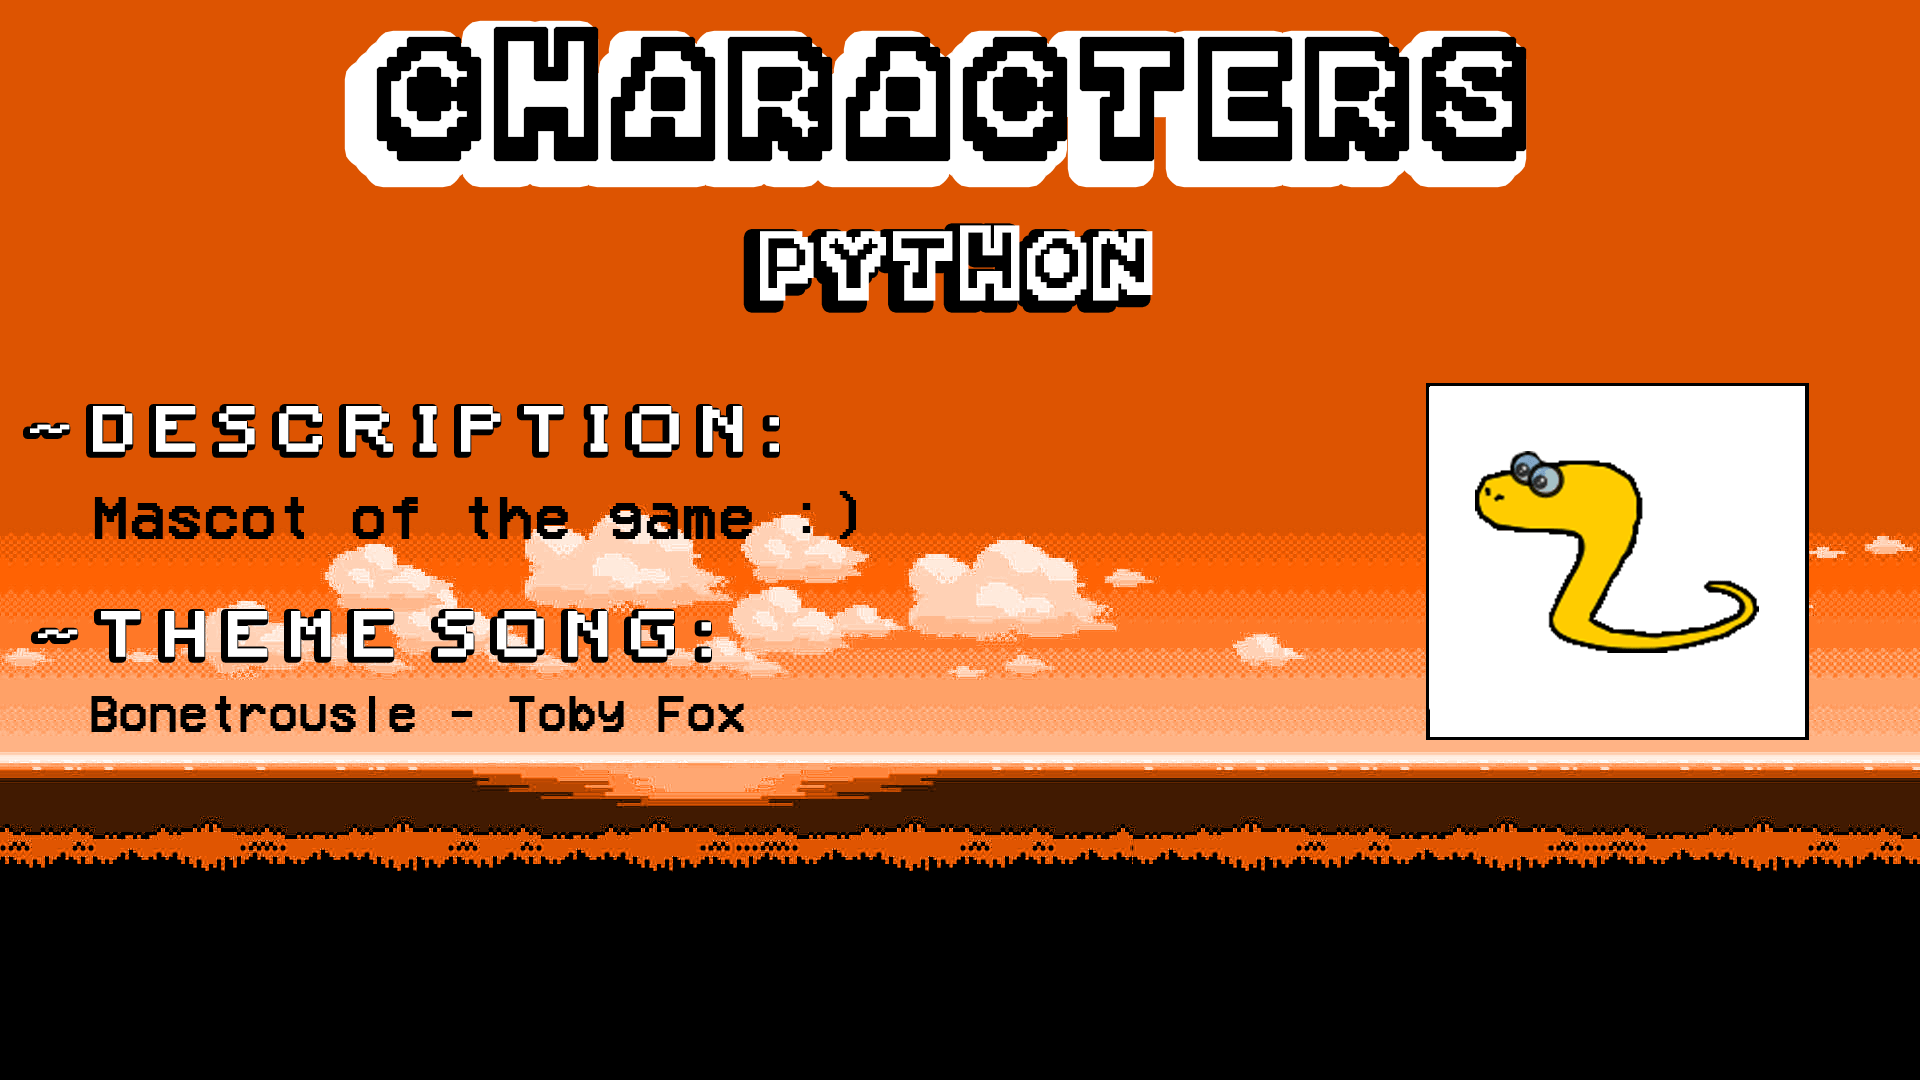 CHARACTERS
PYTHON
~DESCRIPTION:
Mascot of the game :)
~THEME SONG:
Bonetrousle - Toby Fox